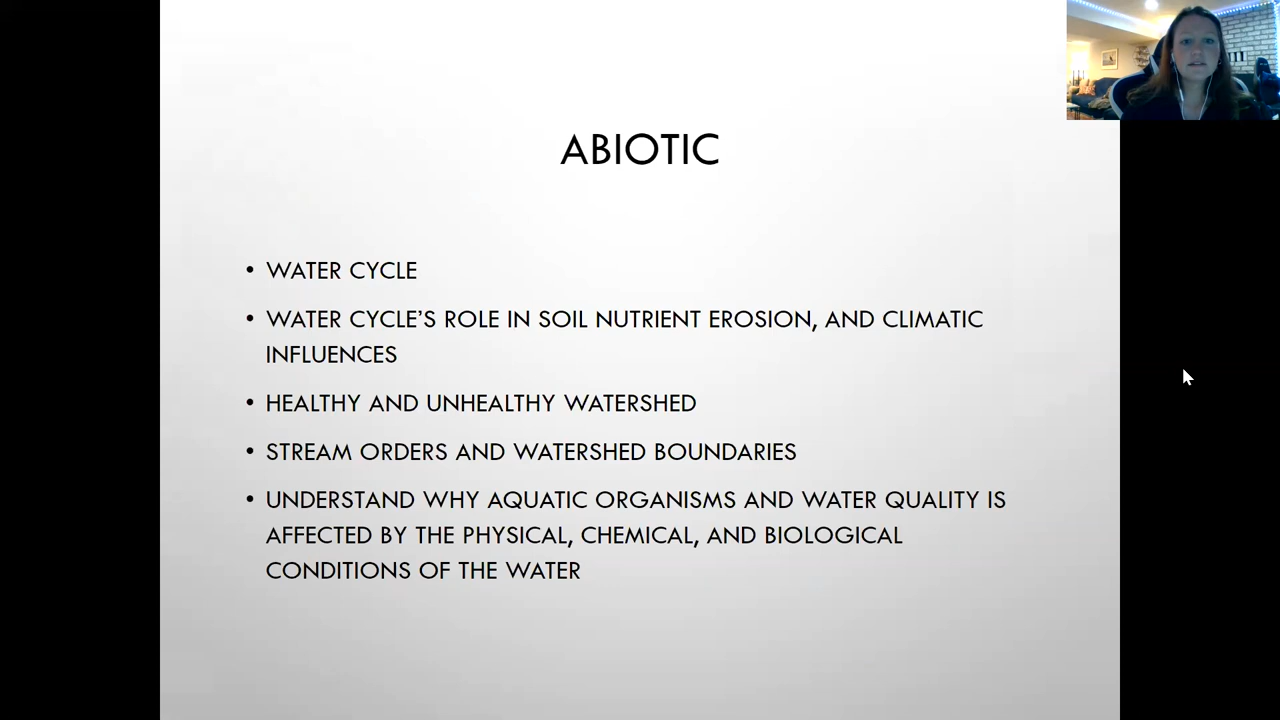 ABIOTIC
• WATER CYCLE
• WATER CYCLE’S ROLE IN SOIL NUTRIENT EROSION, AND CLIMATIC
INFLUENCES
• HEALTHY AND UNHEALTHY WATERSHED
• STREAM ORDERS AND WATERSHED BOUNDARIES
• UNDERSTAND WHY AQUATIC ORGANISMS AND WATER QUALITY IS
AFFECTED BY THE PHYSICAL, CHEMICAL, AND BIOLOGICAL
CONDITIONS OF THE WATER